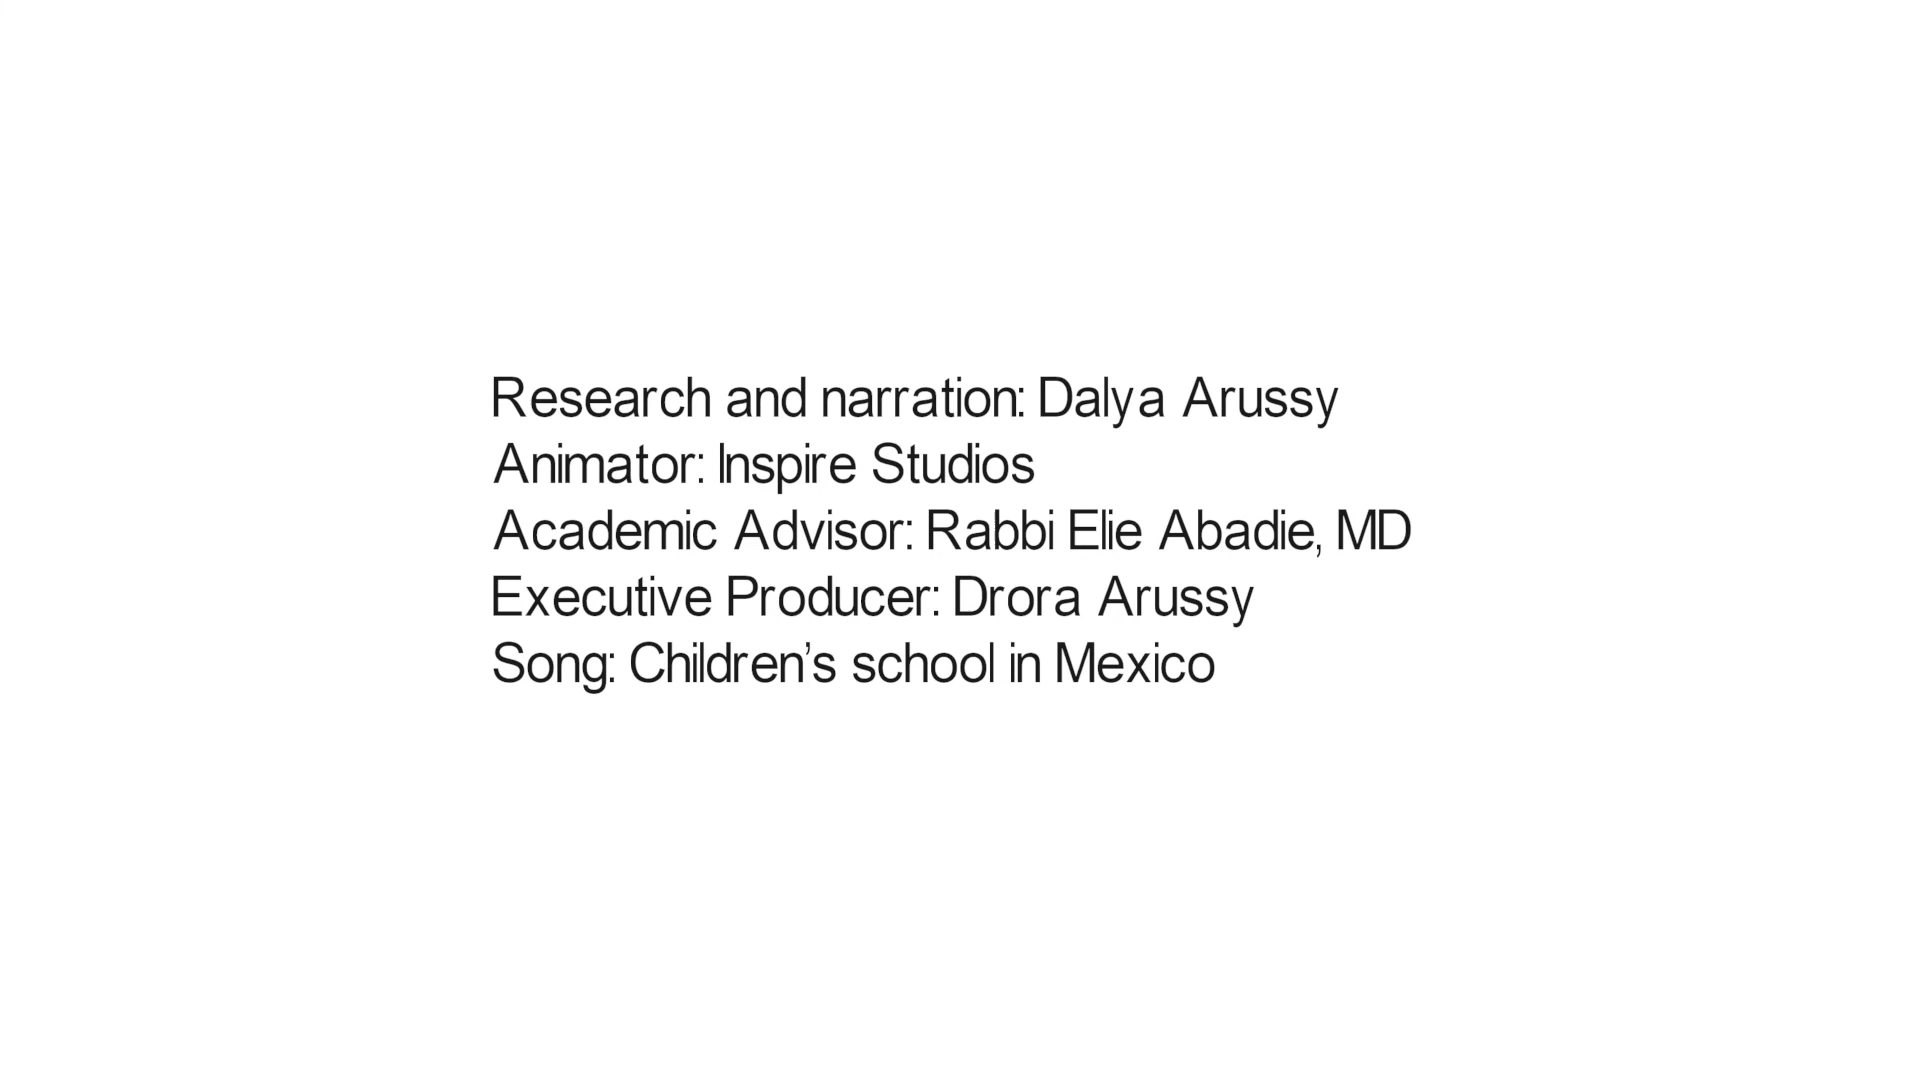 Research and narration: Dalya Arussy
Animator: Inspire Studios
Academic Advisor: Rabbi Elie Abadie, MD
Executive Producer: Drora Arussy
Song: Children’s school in Mexico